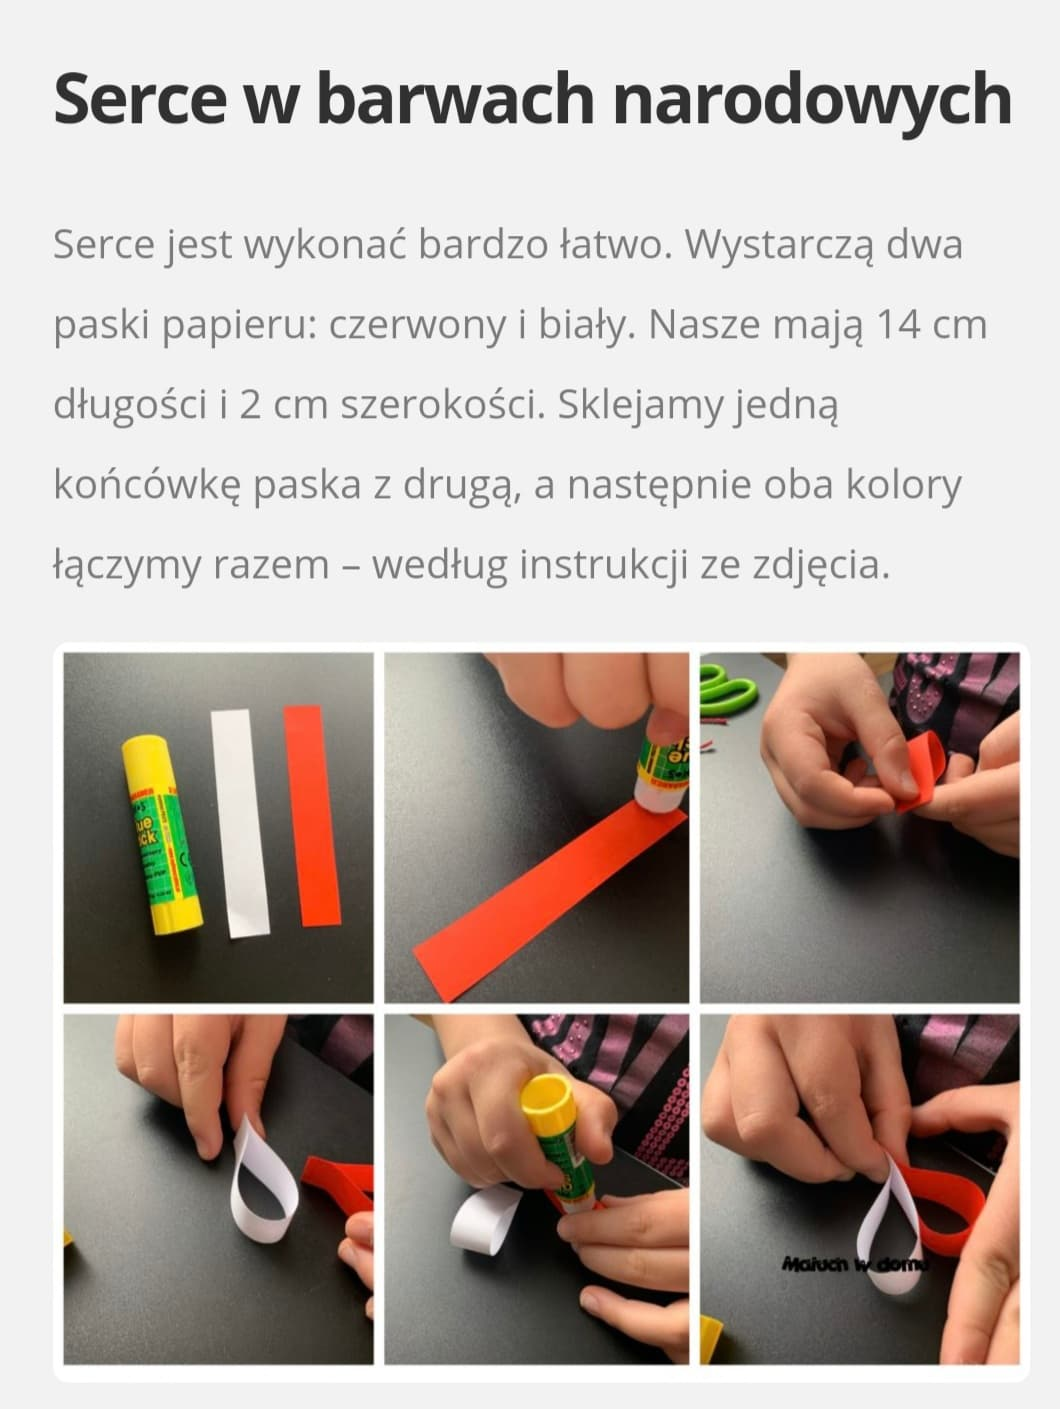 Serce w barwach narodowych
Serce jest wykonać bardzo łatwo. Wystarczą dwa
paski papieru: czerwony i biały. Nasze mają 14 cm
długości i 2 cm szerokości. Sklejamy jedną
końcówkę paska z drugą, a następnie oba kolory
łączymy razem – według instrukcji ze zdjęcia.
Maluch w domu